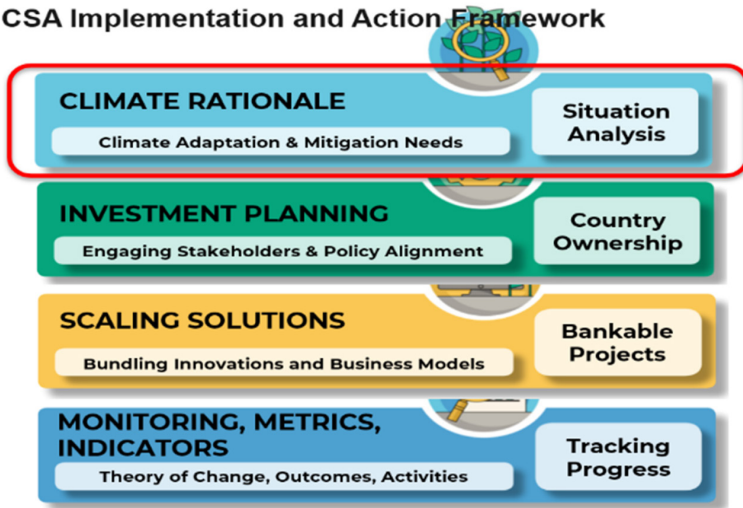 CSA Implementation and Action Framework
CLIMATE RATIONALE
Climate Adaptation & Mitigation Needs
Situation
Analysis
INVESTMENT PLANNING
Engaging Stakeholders & Policy Alignment
Country
Ownership
SCALING SOLUTIONS
Bundling Innovations and Business Models
Bankable
Projects
MONITORING, METRICS,
INDICATORS
Theory of Change, Outcomes, Activities
Tracking
Progress